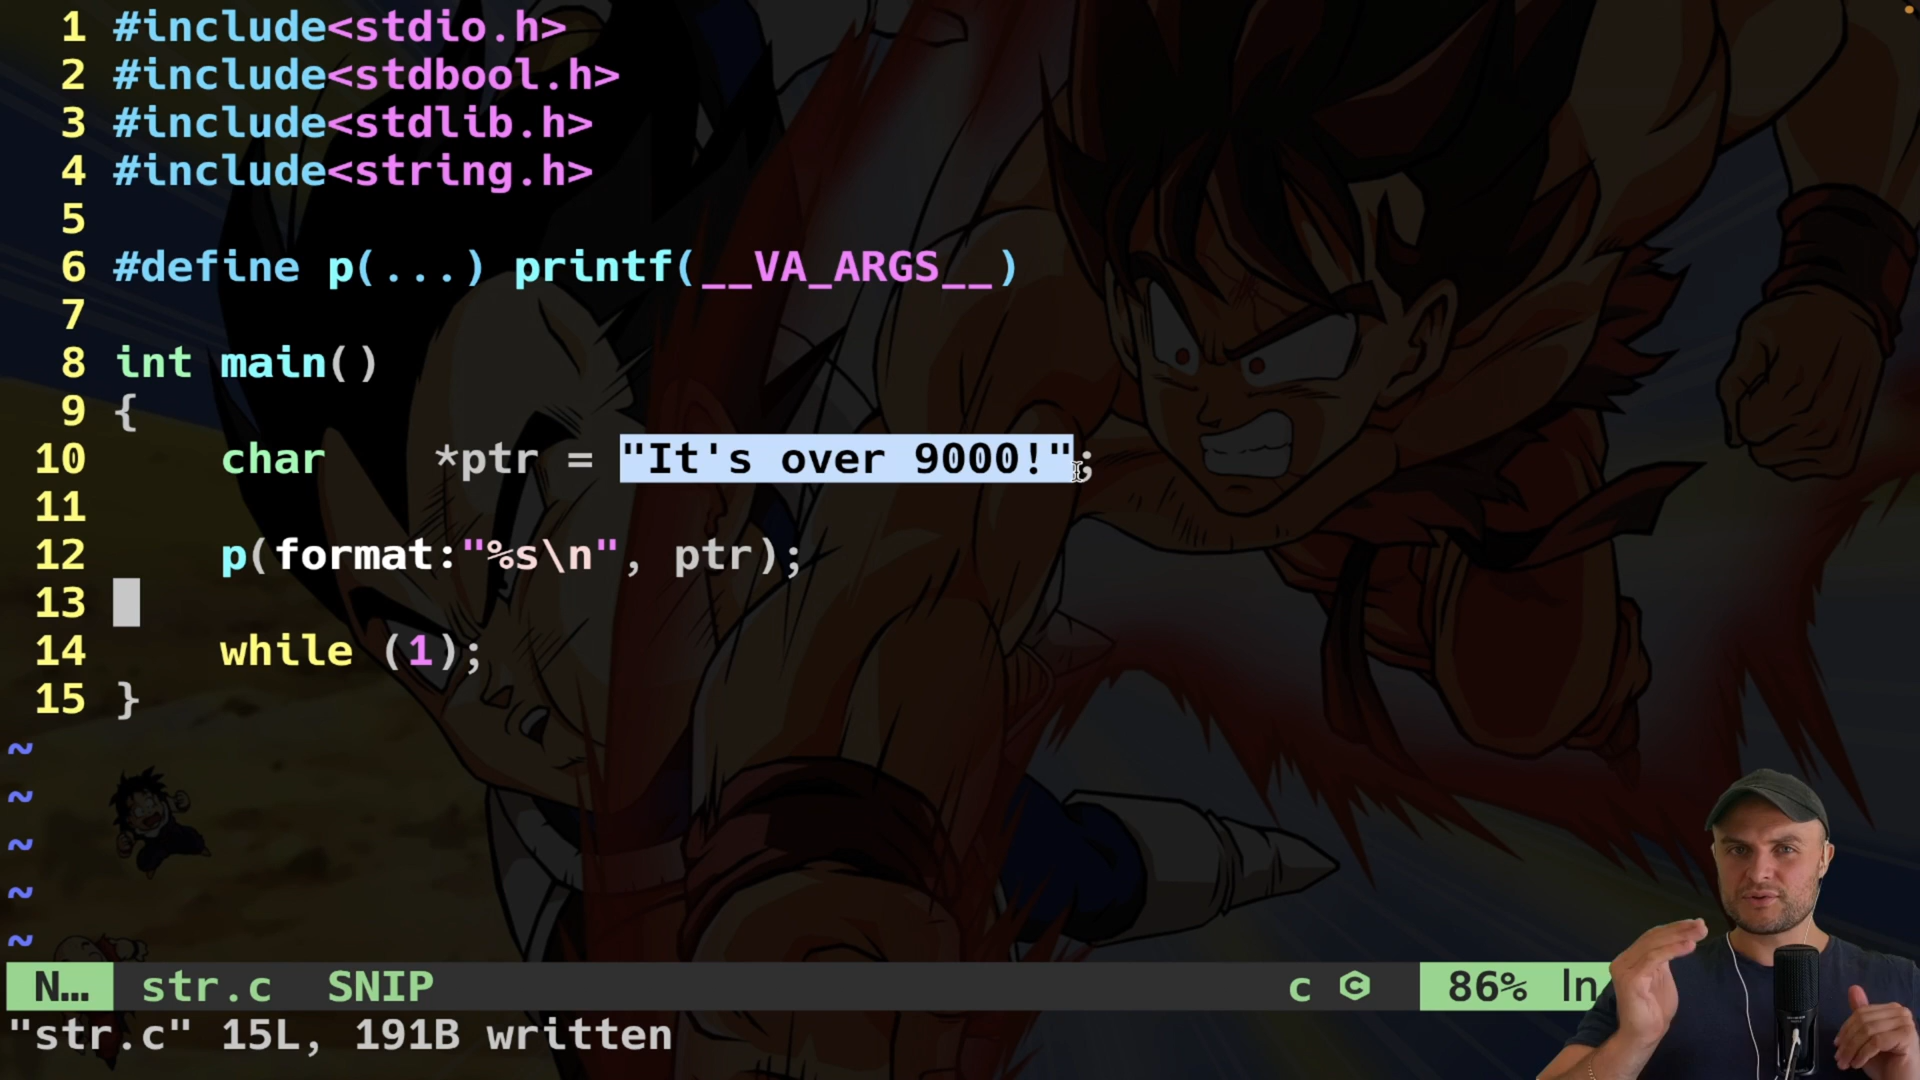 1 #include<stdio.h>
2 #include<stdbool.h>
3 #include<stdlib.h>
4 #include<string.h>
5
6 #define p(...) printf(__VA_ARGS__)
7
8 int main()
9 {
10 char *ptr = "It's over 9000!";
11
12 p(format:"%s\n", ptr);
13
14 while (1);
15 }
~
~
~
~
~
N... str.c SNIP c 86% ln
"str.c" 15L, 191B written